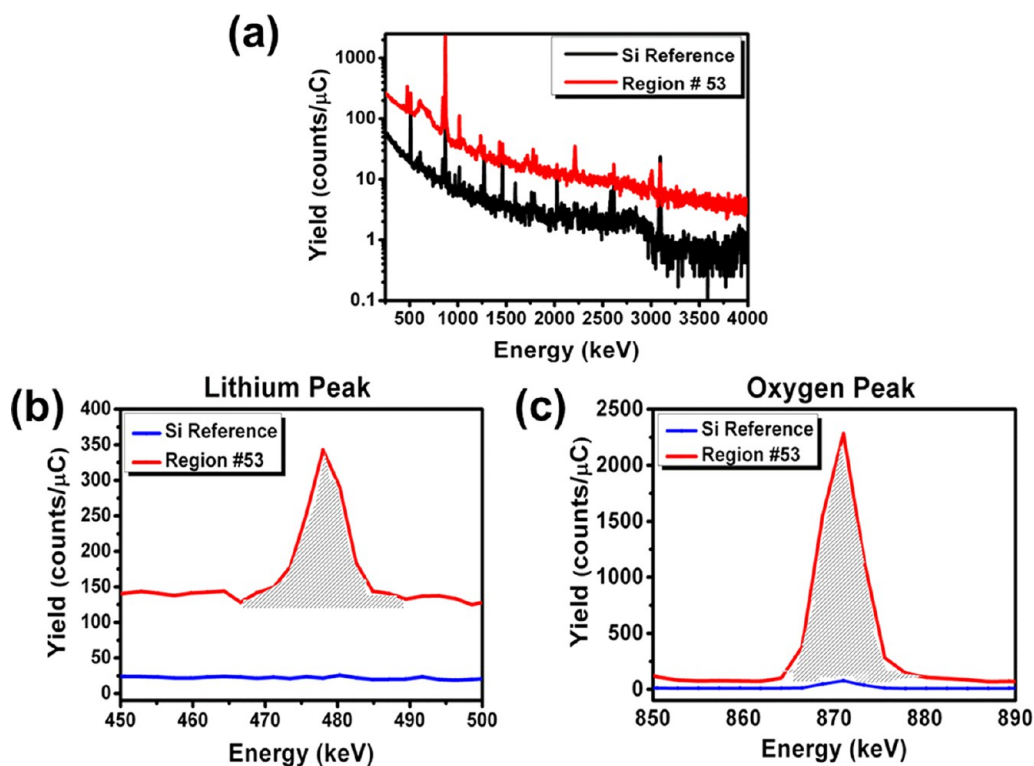 (a)
Si Reference
Region # 53
Yield (counts/μC)
1000
100
10
1
0.1
500 1000 1500 2000 2500 3000 3500 4000
Energy (keV)
(b)
Lithium Peak
Si Reference
Region #53
Yield (counts/μC)
400
350
300
250
200
150
100
50
0
450 460 470 480 490 500
Energy (keV)
(c)
Oxygen Peak
Si Reference
Region #53
Yield (counts/μC)
2500
2000
1500
1000
500
0
850 860 870 880 890
Energy (keV)